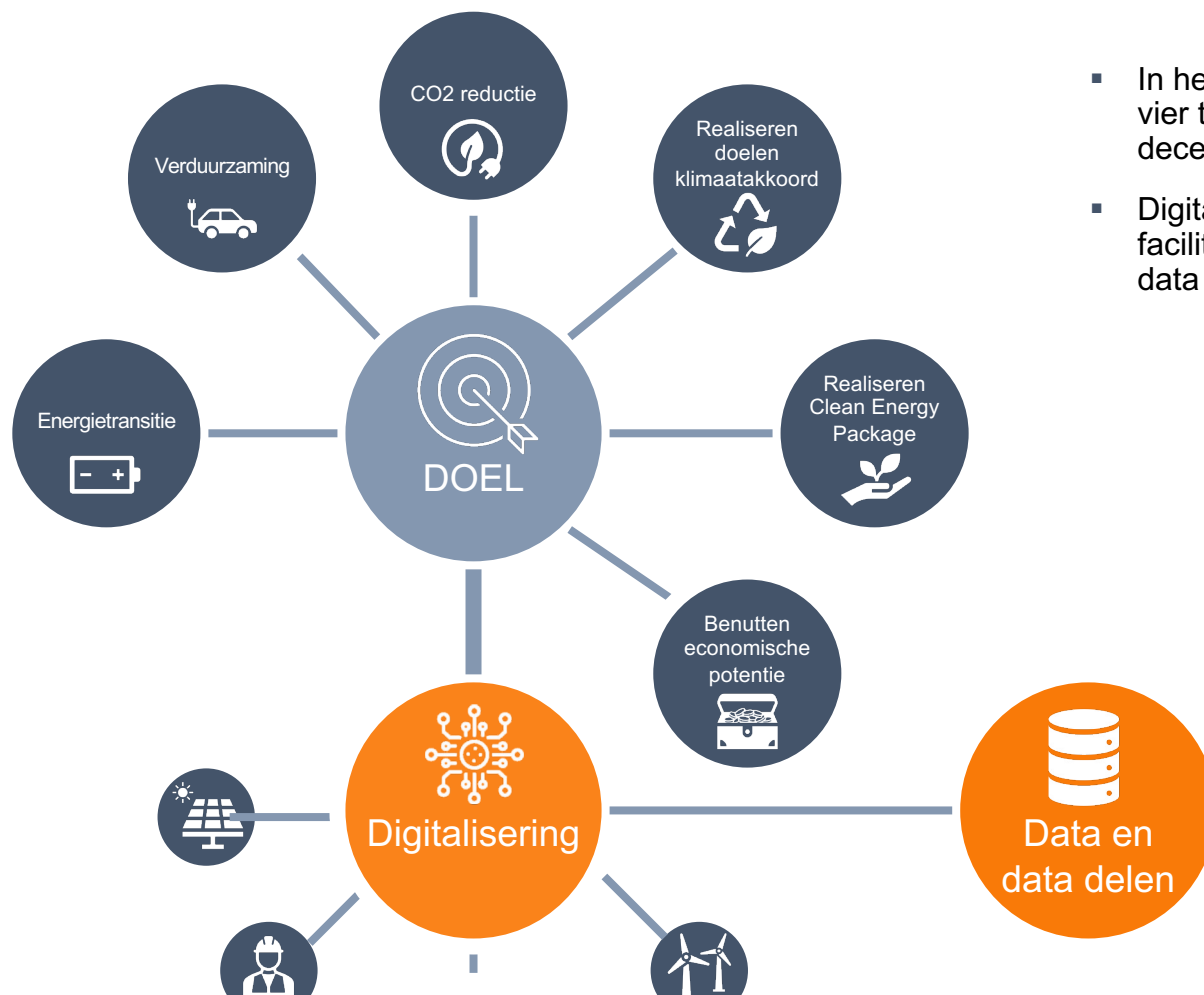 CO2 reductie
Verduurzaming
Realiseren
doelen
klimaatakkoord
Energietransitie
DOEL
Realiseren
Clean Energy
Package
Benutten
economische
potentie
Digitalisering
Data en
data delen
In he
vier t
dece
Digita
facilit
data